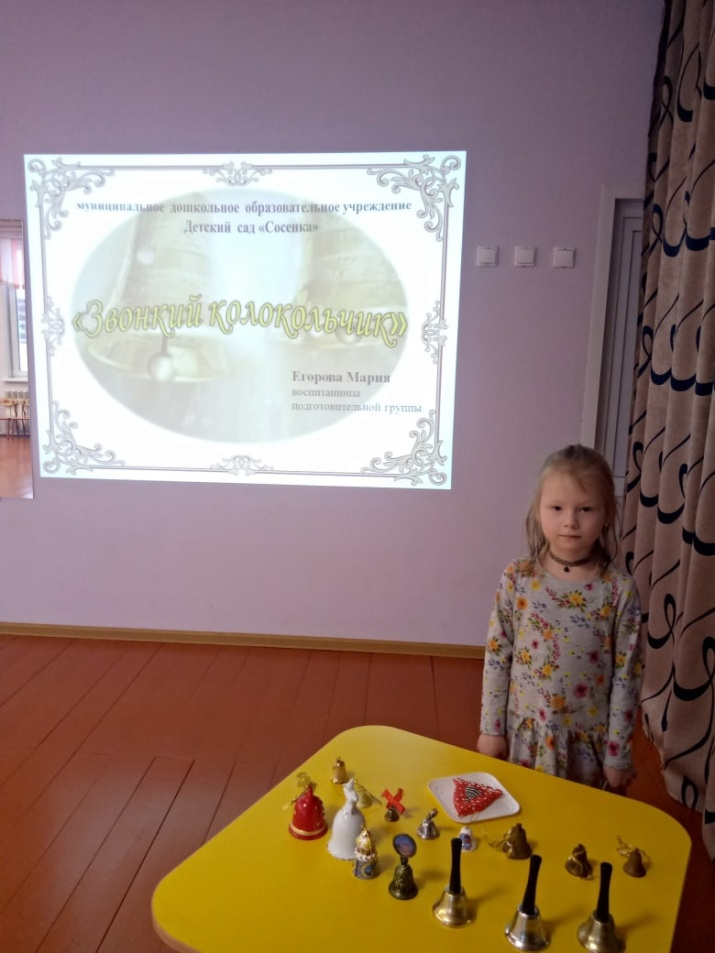 муниципальное дошкольное образовательное учреждение
Детский сад «Сосенка»
«Звонкий колокольчик»
Егорова Мария
воспитанница
подготовительной группы